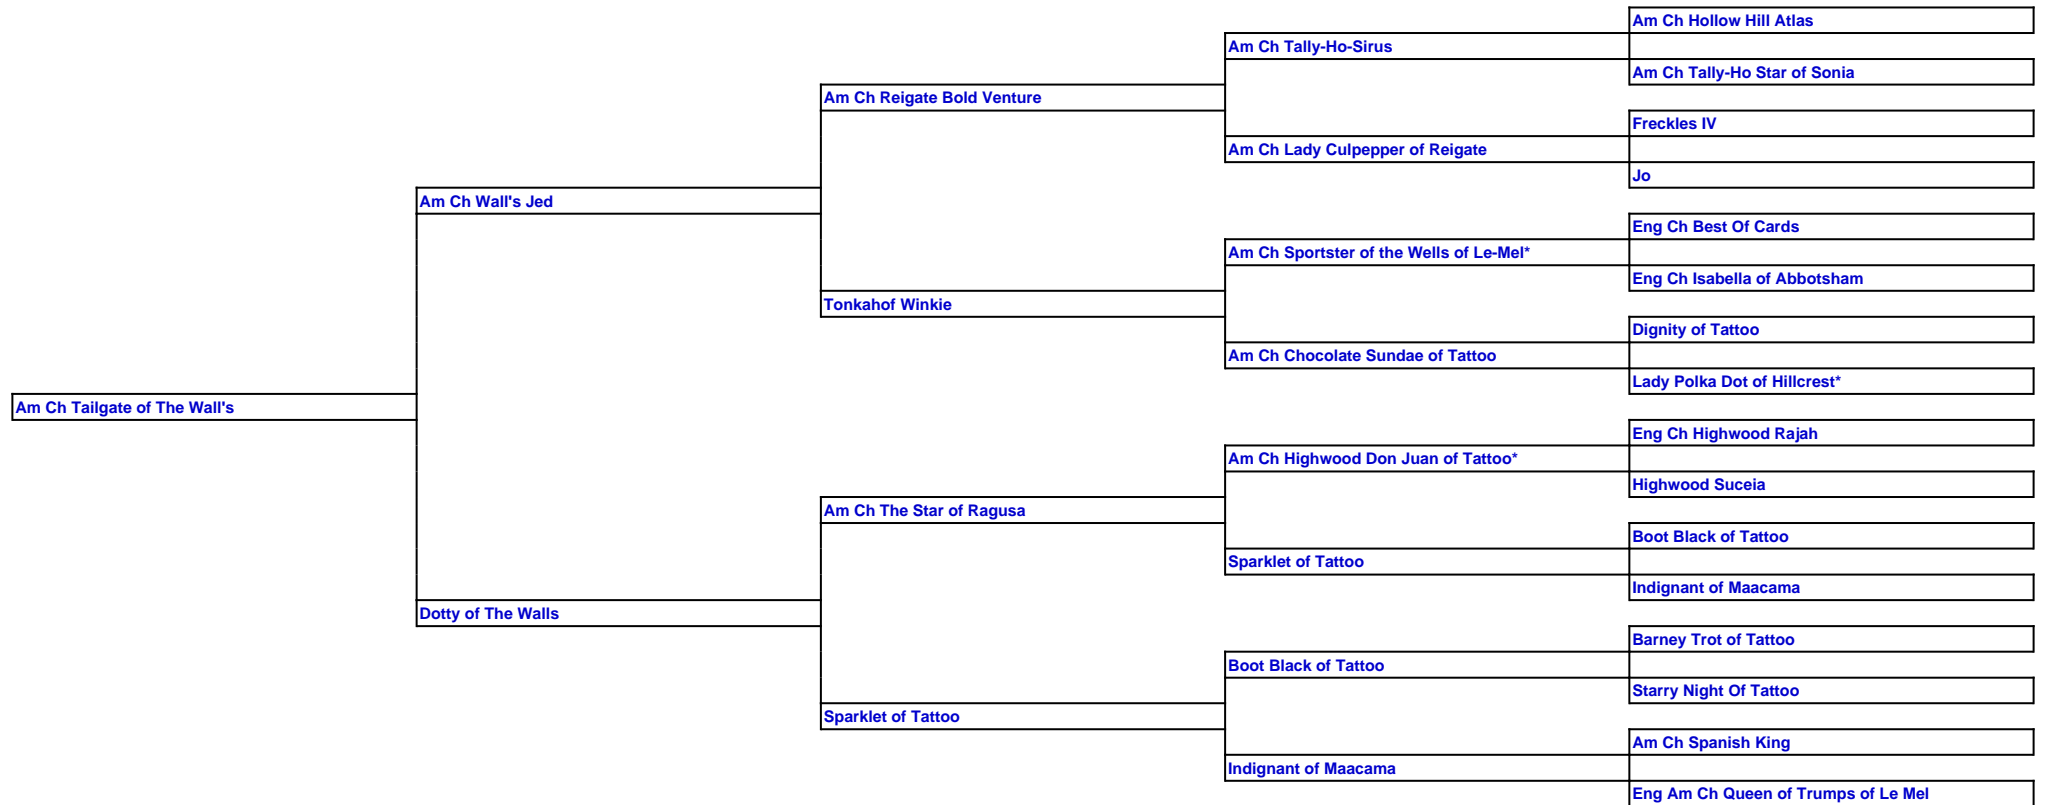 Am Ch Hollow Hill Atlas
Am Ch Tally-Ho-Sirus
Am Ch Tally-Ho Star of Sonia
Am Ch Reigate Bold Venture
Freckles IV
Am Ch Lady Culpepper of Reigate
Jo
Am Ch Wall's Jed
Eng Ch Best Of Cards
Am Ch Sportster of the Wells of Le-Mel*
Eng Ch Isabella of Abbotsham
Tonkahof Winkie
Dignity of Tattoo
Am Ch Chocolate Sundae of Tattoo
Lady Polka Dot of Hillcrest*
Am Ch Tailgate of The Wall's
Eng Ch Highwood Rajah
Am Ch Highwood Don Juan of Tattoo*
Highwood Suceia
Am Ch The Star of Ragusa
Boot Black of Tattoo
Sparklet of Tattoo
Indignant of Maacama
Dotty of The Walls
Barney Trot of Tattoo
Boot Black of Tattoo
Starry Night Of Tattoo
Sparklet of Tattoo
Am Ch Spanish King
Indignant of Maacama
Eng Am Ch Queen of Trumps of Le Mel